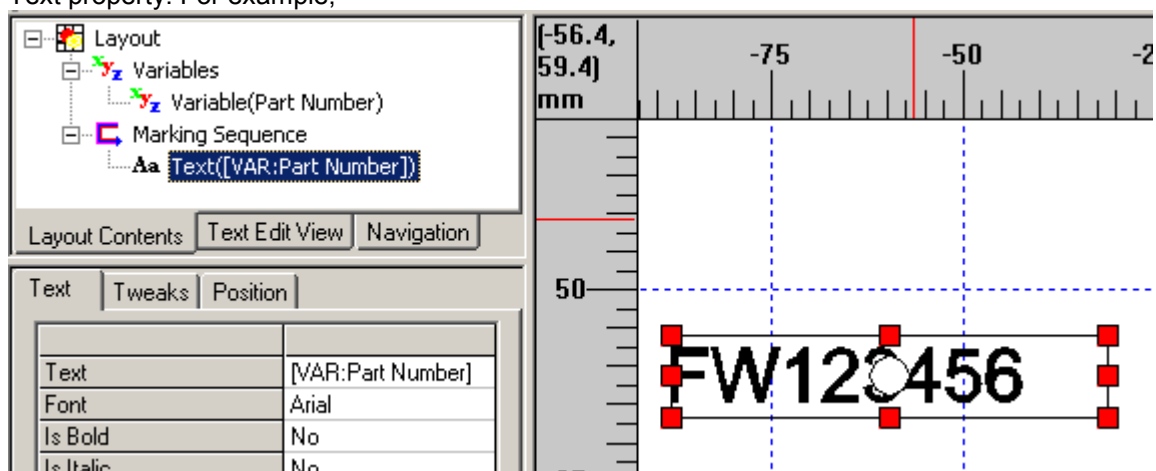 Text property. For example,
Layout
Variables
Variable(Part Number)
Marking Sequence
Aa Text([VAR:Part Number])
Layout Contents Text Edit View Navigation
Text Tweaks Position
Text [VAR:Part Number]
Font Arial
Is Bold No
Is Italic No
(-56.4,
59.4)
mm
-75 -50 -2
50
FW123456